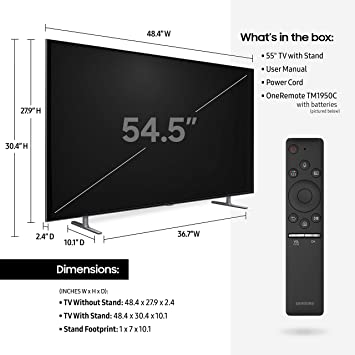 48.4"W
What's in the box:
• 55" TV with Stand
• User Manual
• Power Cord
• OneRemote TM1950C
with batteries
(pictured below)
27.9"H
30.4"H
54.5"
2.4"D
10.1"D
36.7"W
SAMSUNG
Dimensions:
(INCHES W x H x D):
• TV Without Stand: 48.4 x 27.9 x 2.4
• TV With Stand: 48.4 x 30.4 x 10.1
• Stand Footprint: 1 x 7 x 10.1